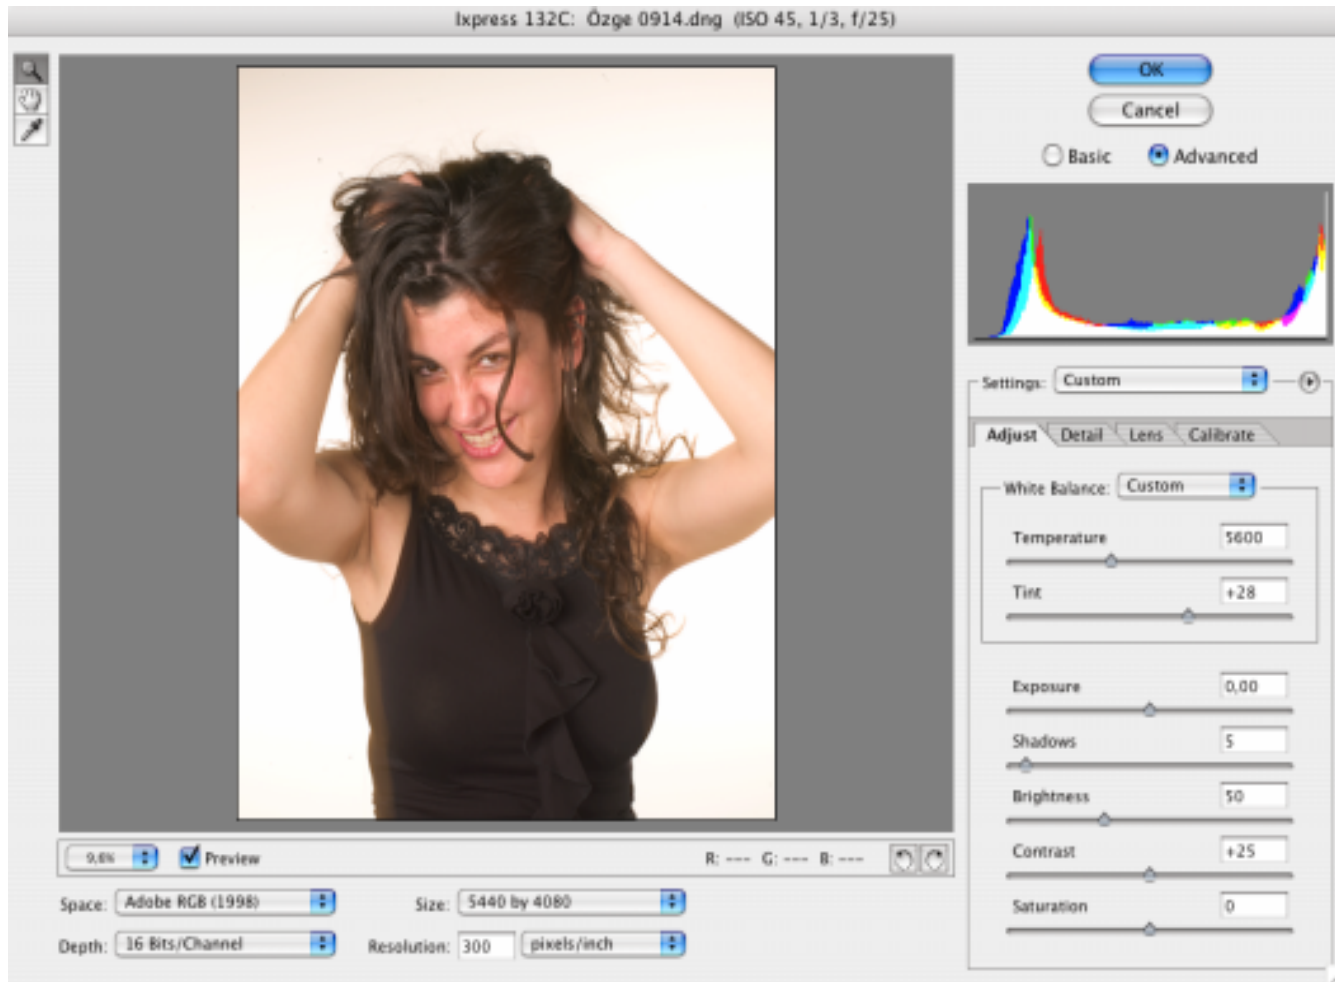 Ixpress 132C: Özge 0914.dng (ISO 45, 1/3, f/25)
OK
Cancel
Basic Advanced
Settings: Custom
Adjust Detail Lens Calibrate
White Balance: Custom
Temperature 5600
Tint +28
Exposure 0,00
Shadows 5
Brightness 50
Contrast +25
Saturation 0
9,6% Preview R: --- G: --- B: ---
Space: Adobe RGB (1998) Size: 5440 by 4080
Depth: 16 Bits/Channel Resolution: 300 pixels/inch